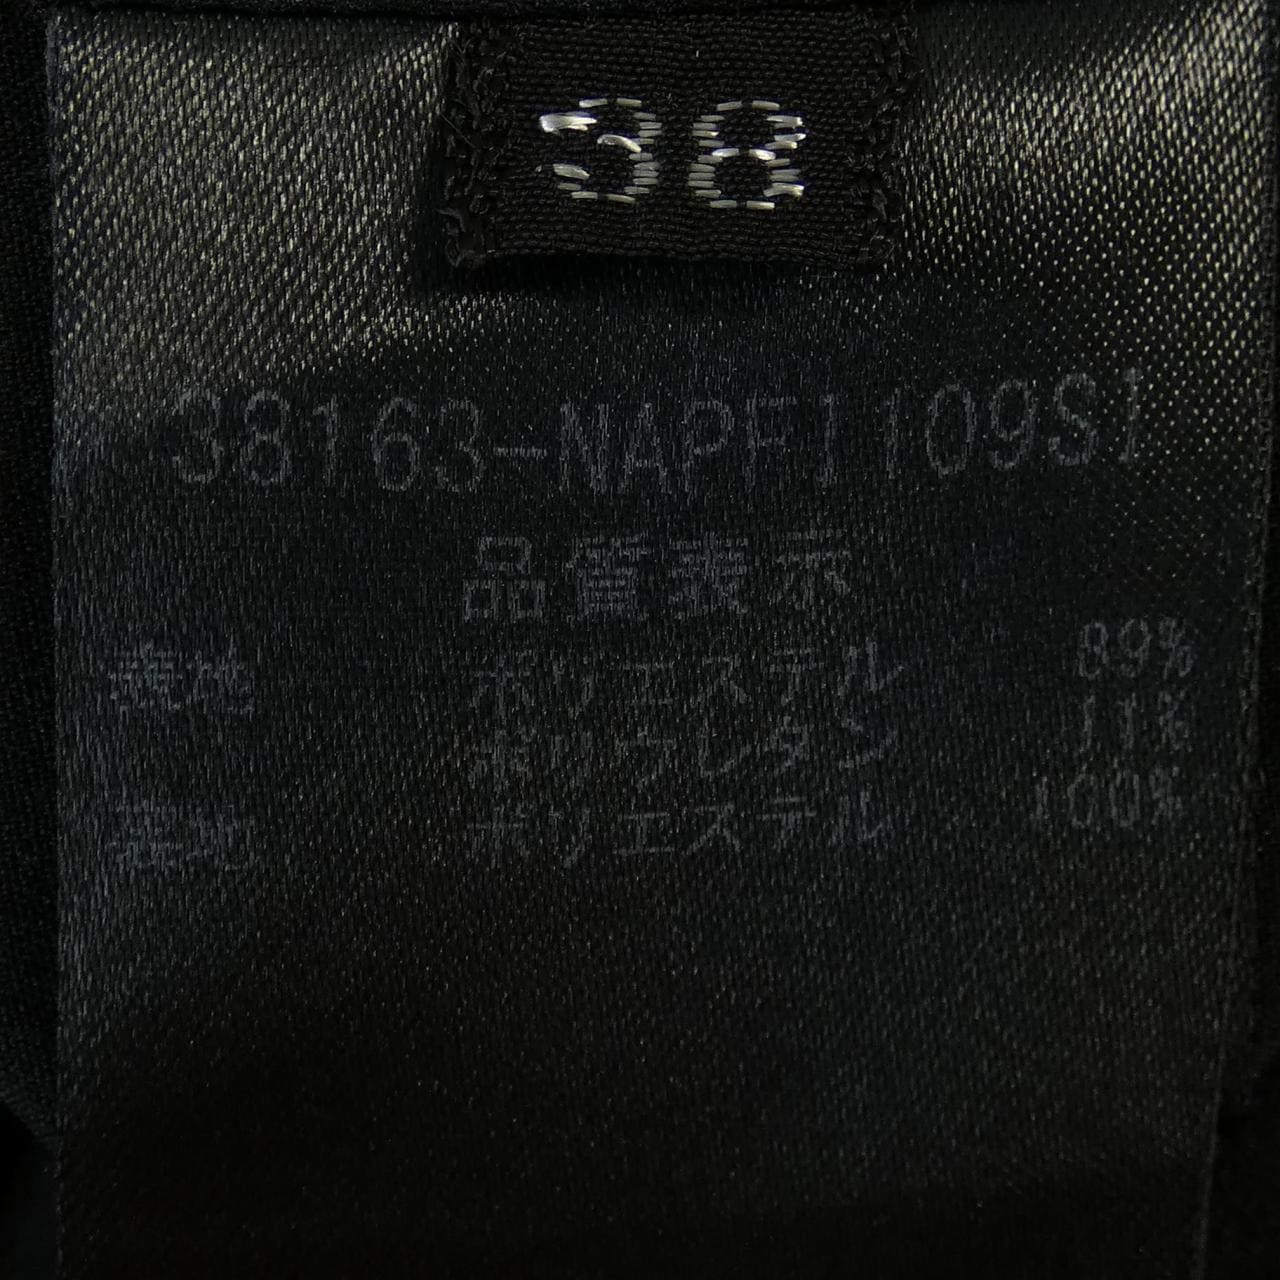 38
38163-NAPF1109SI
品質表示
表地 ポリエステル 89%
ポリウレタン 11%
裏地 ポリエステル 100%